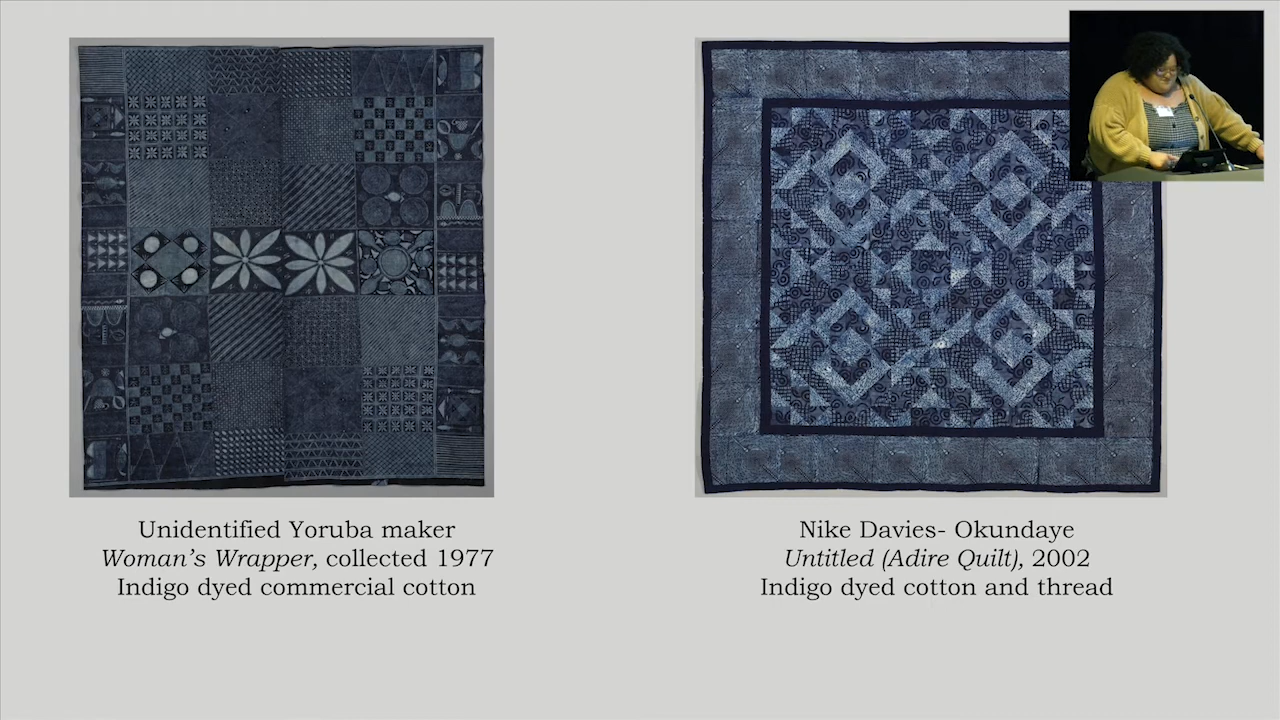 Unidentified Yoruba maker
Woman's Wrapper, collected 1977
Indigo dyed commercial cotton
Nike Davies- Okundaye
Untitled (Adire Quilt), 2002
Indigo dyed cotton and thread